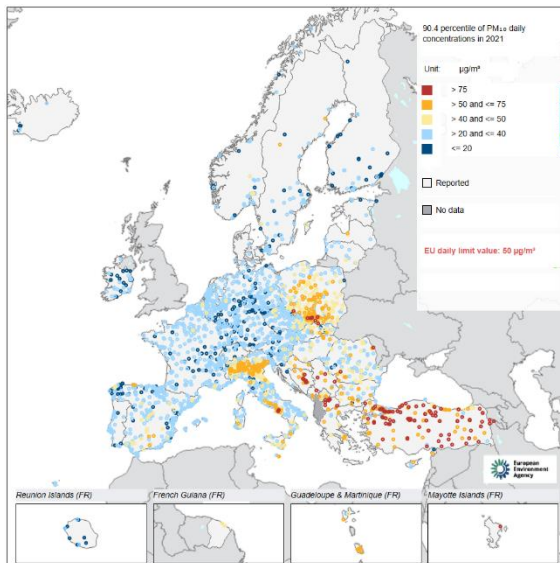 90.4 percentile of PM₁₀ daily
concentrations in 2021
Unit: µg/m³
> 75
> 50 and <= 75
> 40 and <= 50
> 20 and <= 40
<= 20
Reported
No data
EU daily limit value: 50 µg/m³
European
Environment
Agency
Reunion Islands (FR)
French Guiana (FR)
Guadeloupe & Martinique (FR)
Mayotte Islands (FR)